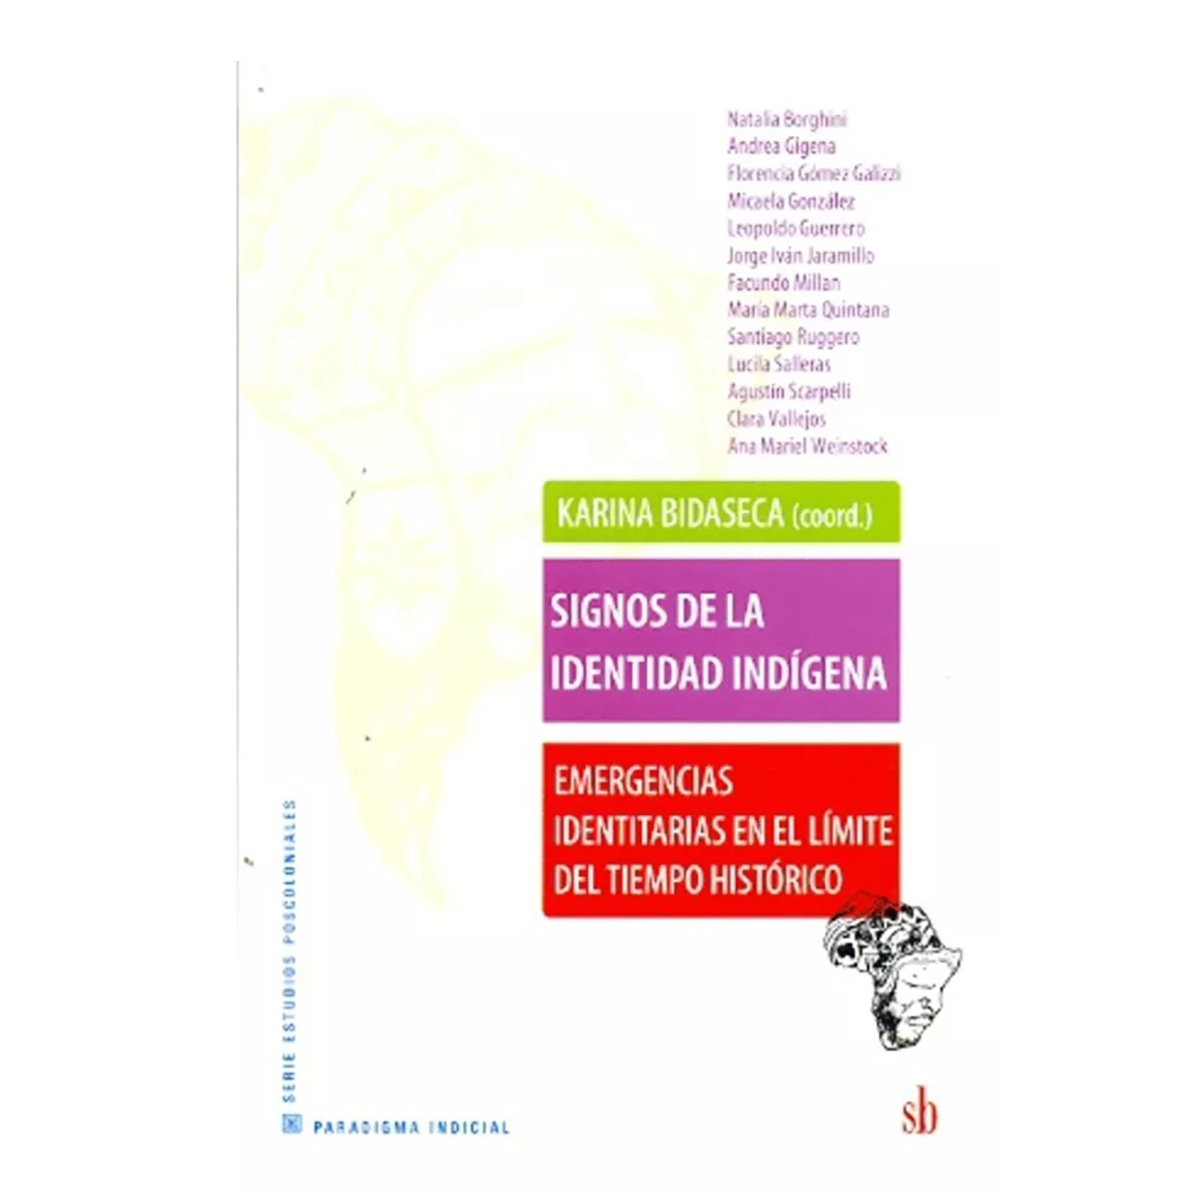 Natalia Borghini
Andrea Gigena
Florencia Gómez Galizzi
Micaela González
Leopoldo Guerrero
Jorge Iván Jaramillo
Facundo Millan
María Marta Quintana
Santiago Ruggero
Lucila Salleras
Agustín Scarpelli
Clara Vallejos
Ana Mariel Weinstock
KARINA BIDASECA (coord.)
SIGNOS DE LA
IDENTIDAD INDÍGENA
EMERGENCIAS
IDENTITARIAS EN EL LÍMITE
DEL TIEMPO HISTÓRICO
SERIE ESTUDIOS POSCOLONIALES
PARADIGMA INDICIAL
sb